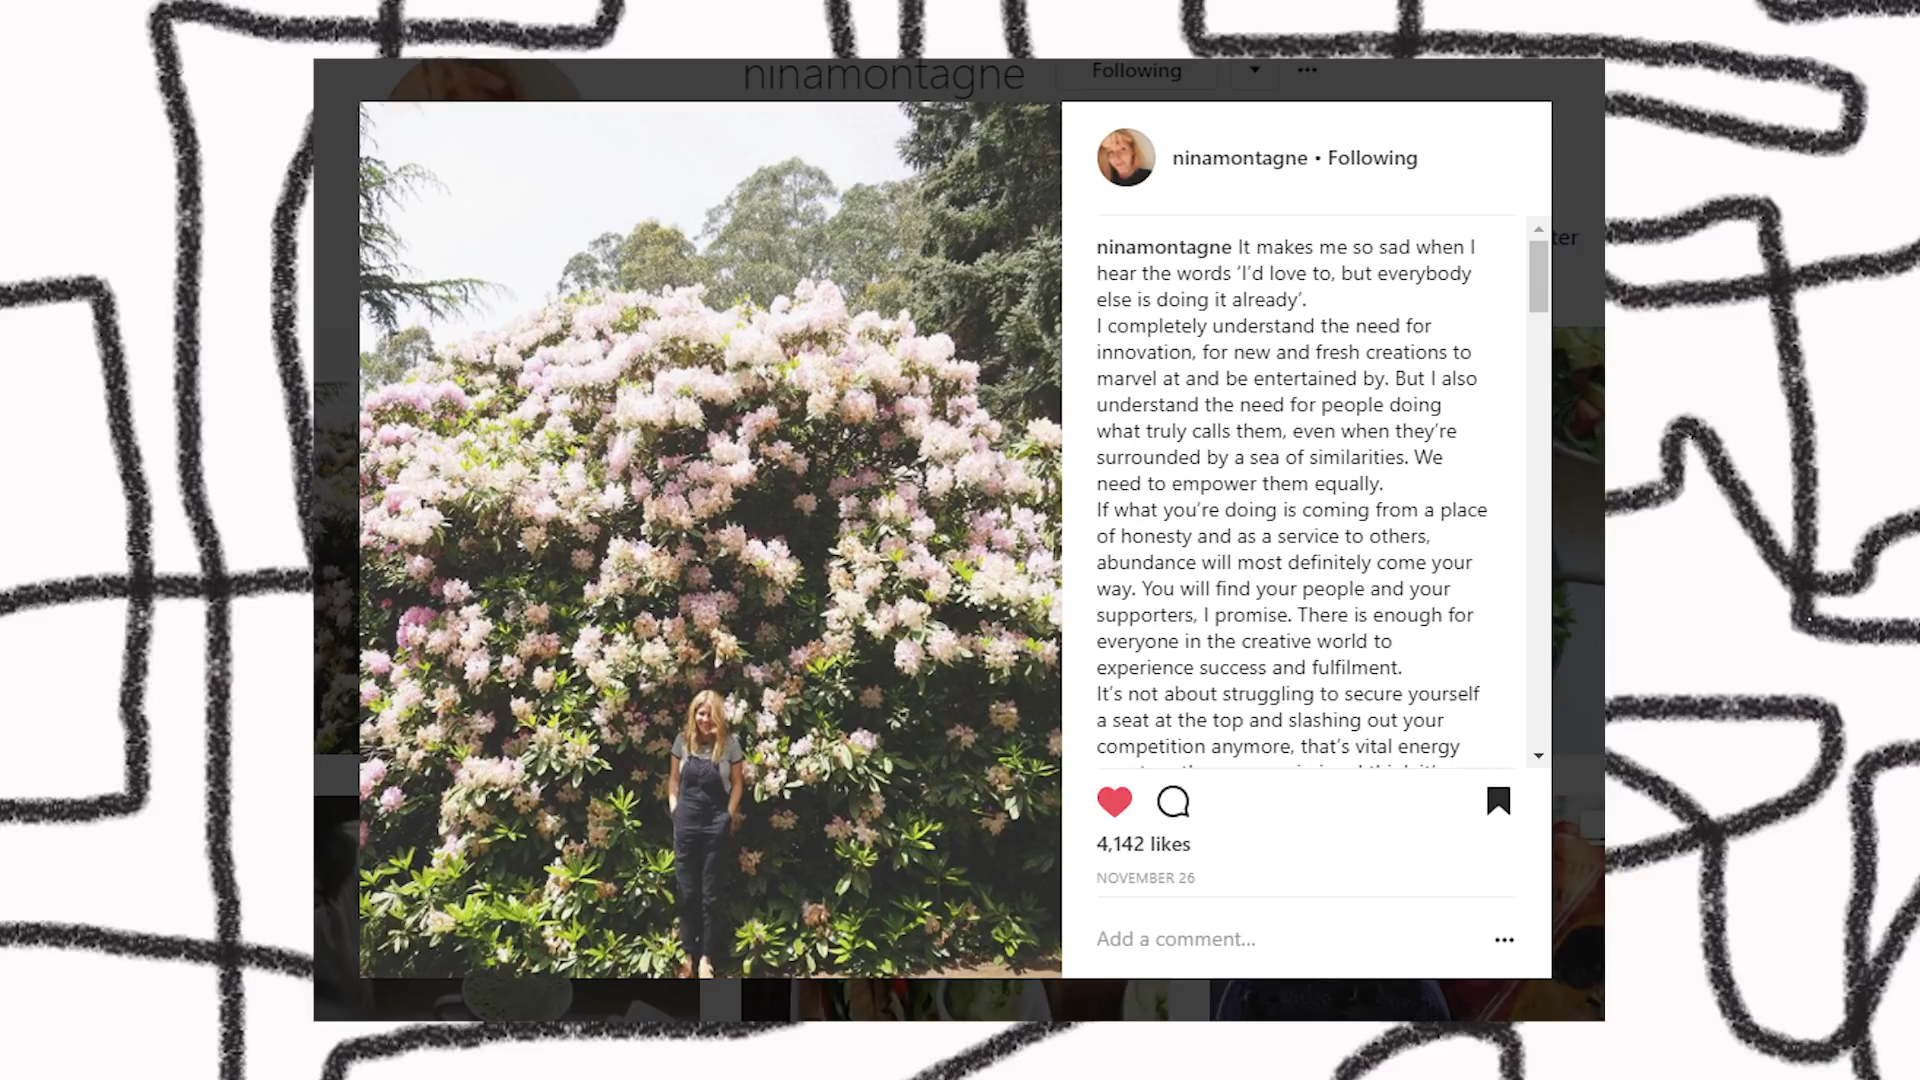 ninamontagne Following
ninamontagne • Following
ninamontagne It makes me so sad when I
hear the words ‘I’d love to, but everybody
else is doing it already’.
I completely understand the need for
innovation, for new and fresh creations to
marvel at and be entertained by. But I also
understand the need for people doing
what truly calls them, even when they’re
surrounded by a sea of similarities. We
need to empower them equally.
If what you’re doing is coming from a place
of honesty and as a service to others,
abundance will most definitely come your
way. You will find your people and your
supporters, I promise. There is enough for
everyone in the creative world to
experience success and fulfilment.
It’s not about struggling to secure yourself
a seat at the top and slashing out your
competition anymore, that’s vital energy
4,142 likes
NOVEMBER 26
Add a comment...